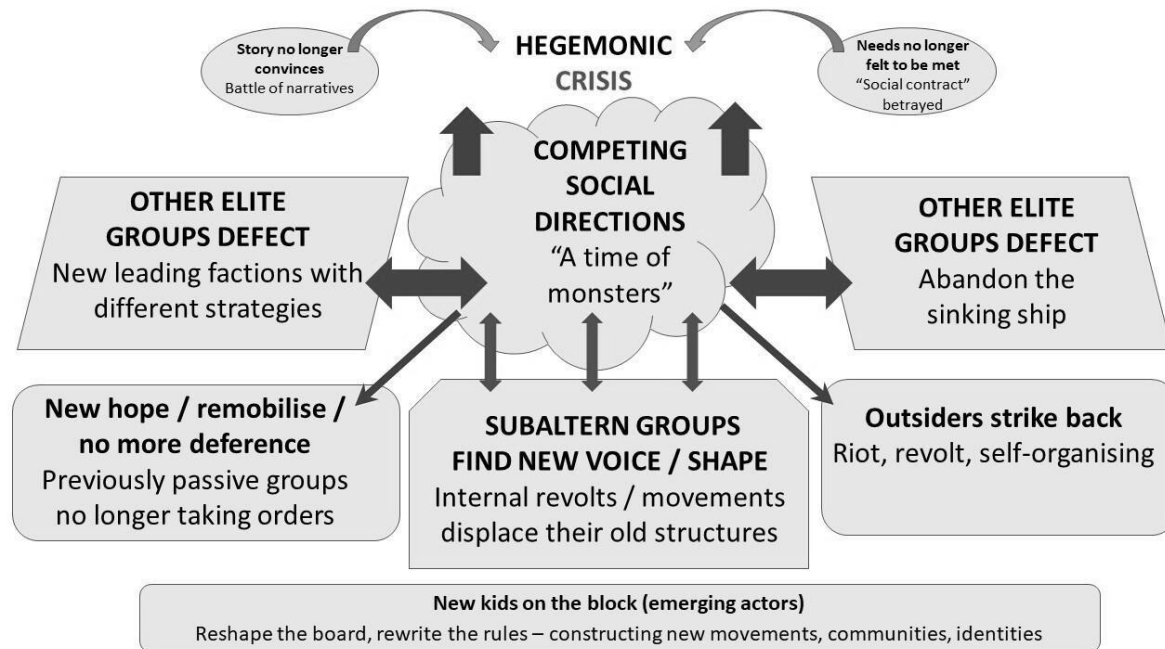 Story no longer
convinces
Battle of narratives
HEGEMONIC
CRISIS
Needs no longer
felt to be met
“Social contract”
betrayed
COMPETING
SOCIAL
DIRECTIONS
“A time of
monsters”
OTHER ELITE
GROUPS DEFECT
New leading factions with
different strategies
OTHER ELITE
GROUPS DEFECT
Abandon the
sinking ship
New hope / remobilise /
no more deference
Previously passive groups
no longer taking orders
SUBALTERN GROUPS
FIND NEW VOICE / SHAPE
Internal revolts / movements
displace their old structures
Outsiders strike back
Riot, revolt, self-organising
New kids on the block (emerging actors)
Reshape the board, rewrite the rules – constructing new movements, communities, identities